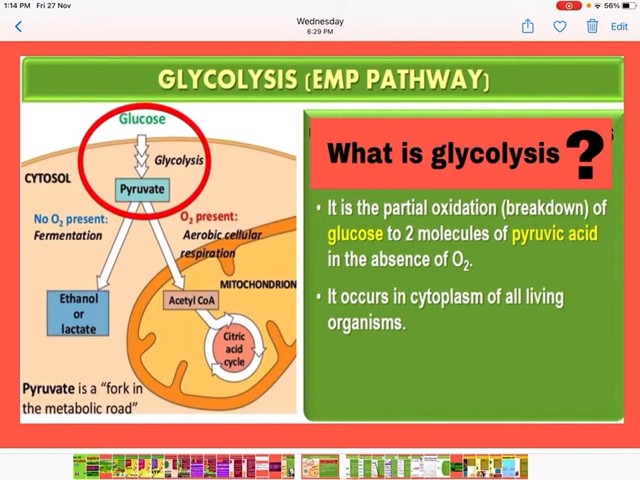 1:14 PM Fri 27 Nov
56%
Wednesday
6:29 PM
Edit
GLYCOLYSIS (EMP PATHWAY)
Glucose
Glycolysis
CYTOSOL
Pyruvate
No O₂ present:
Fermentation
O₂ present:
Aerobic cellular
respiration
MITOCHONDRION
Ethanol
or
lactate
Acetyl CoA
Citric
acid
cycle
Pyruvate is a “fork in
the metabolic road”
What is glycolysis ?
• It is the partial oxidation (breakdown) of
glucose to 2 molecules of pyruvic acid
in the absence of O₂.
• It occurs in cytoplasm of all living
organisms.